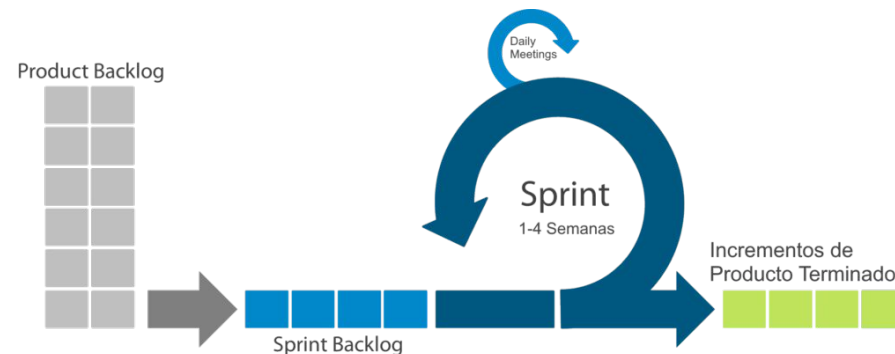 Daily
Meetings
Product Backlog
Sprint
1-4 Semanas
Incrementos de
Producto Terminado
Sprint Backlog